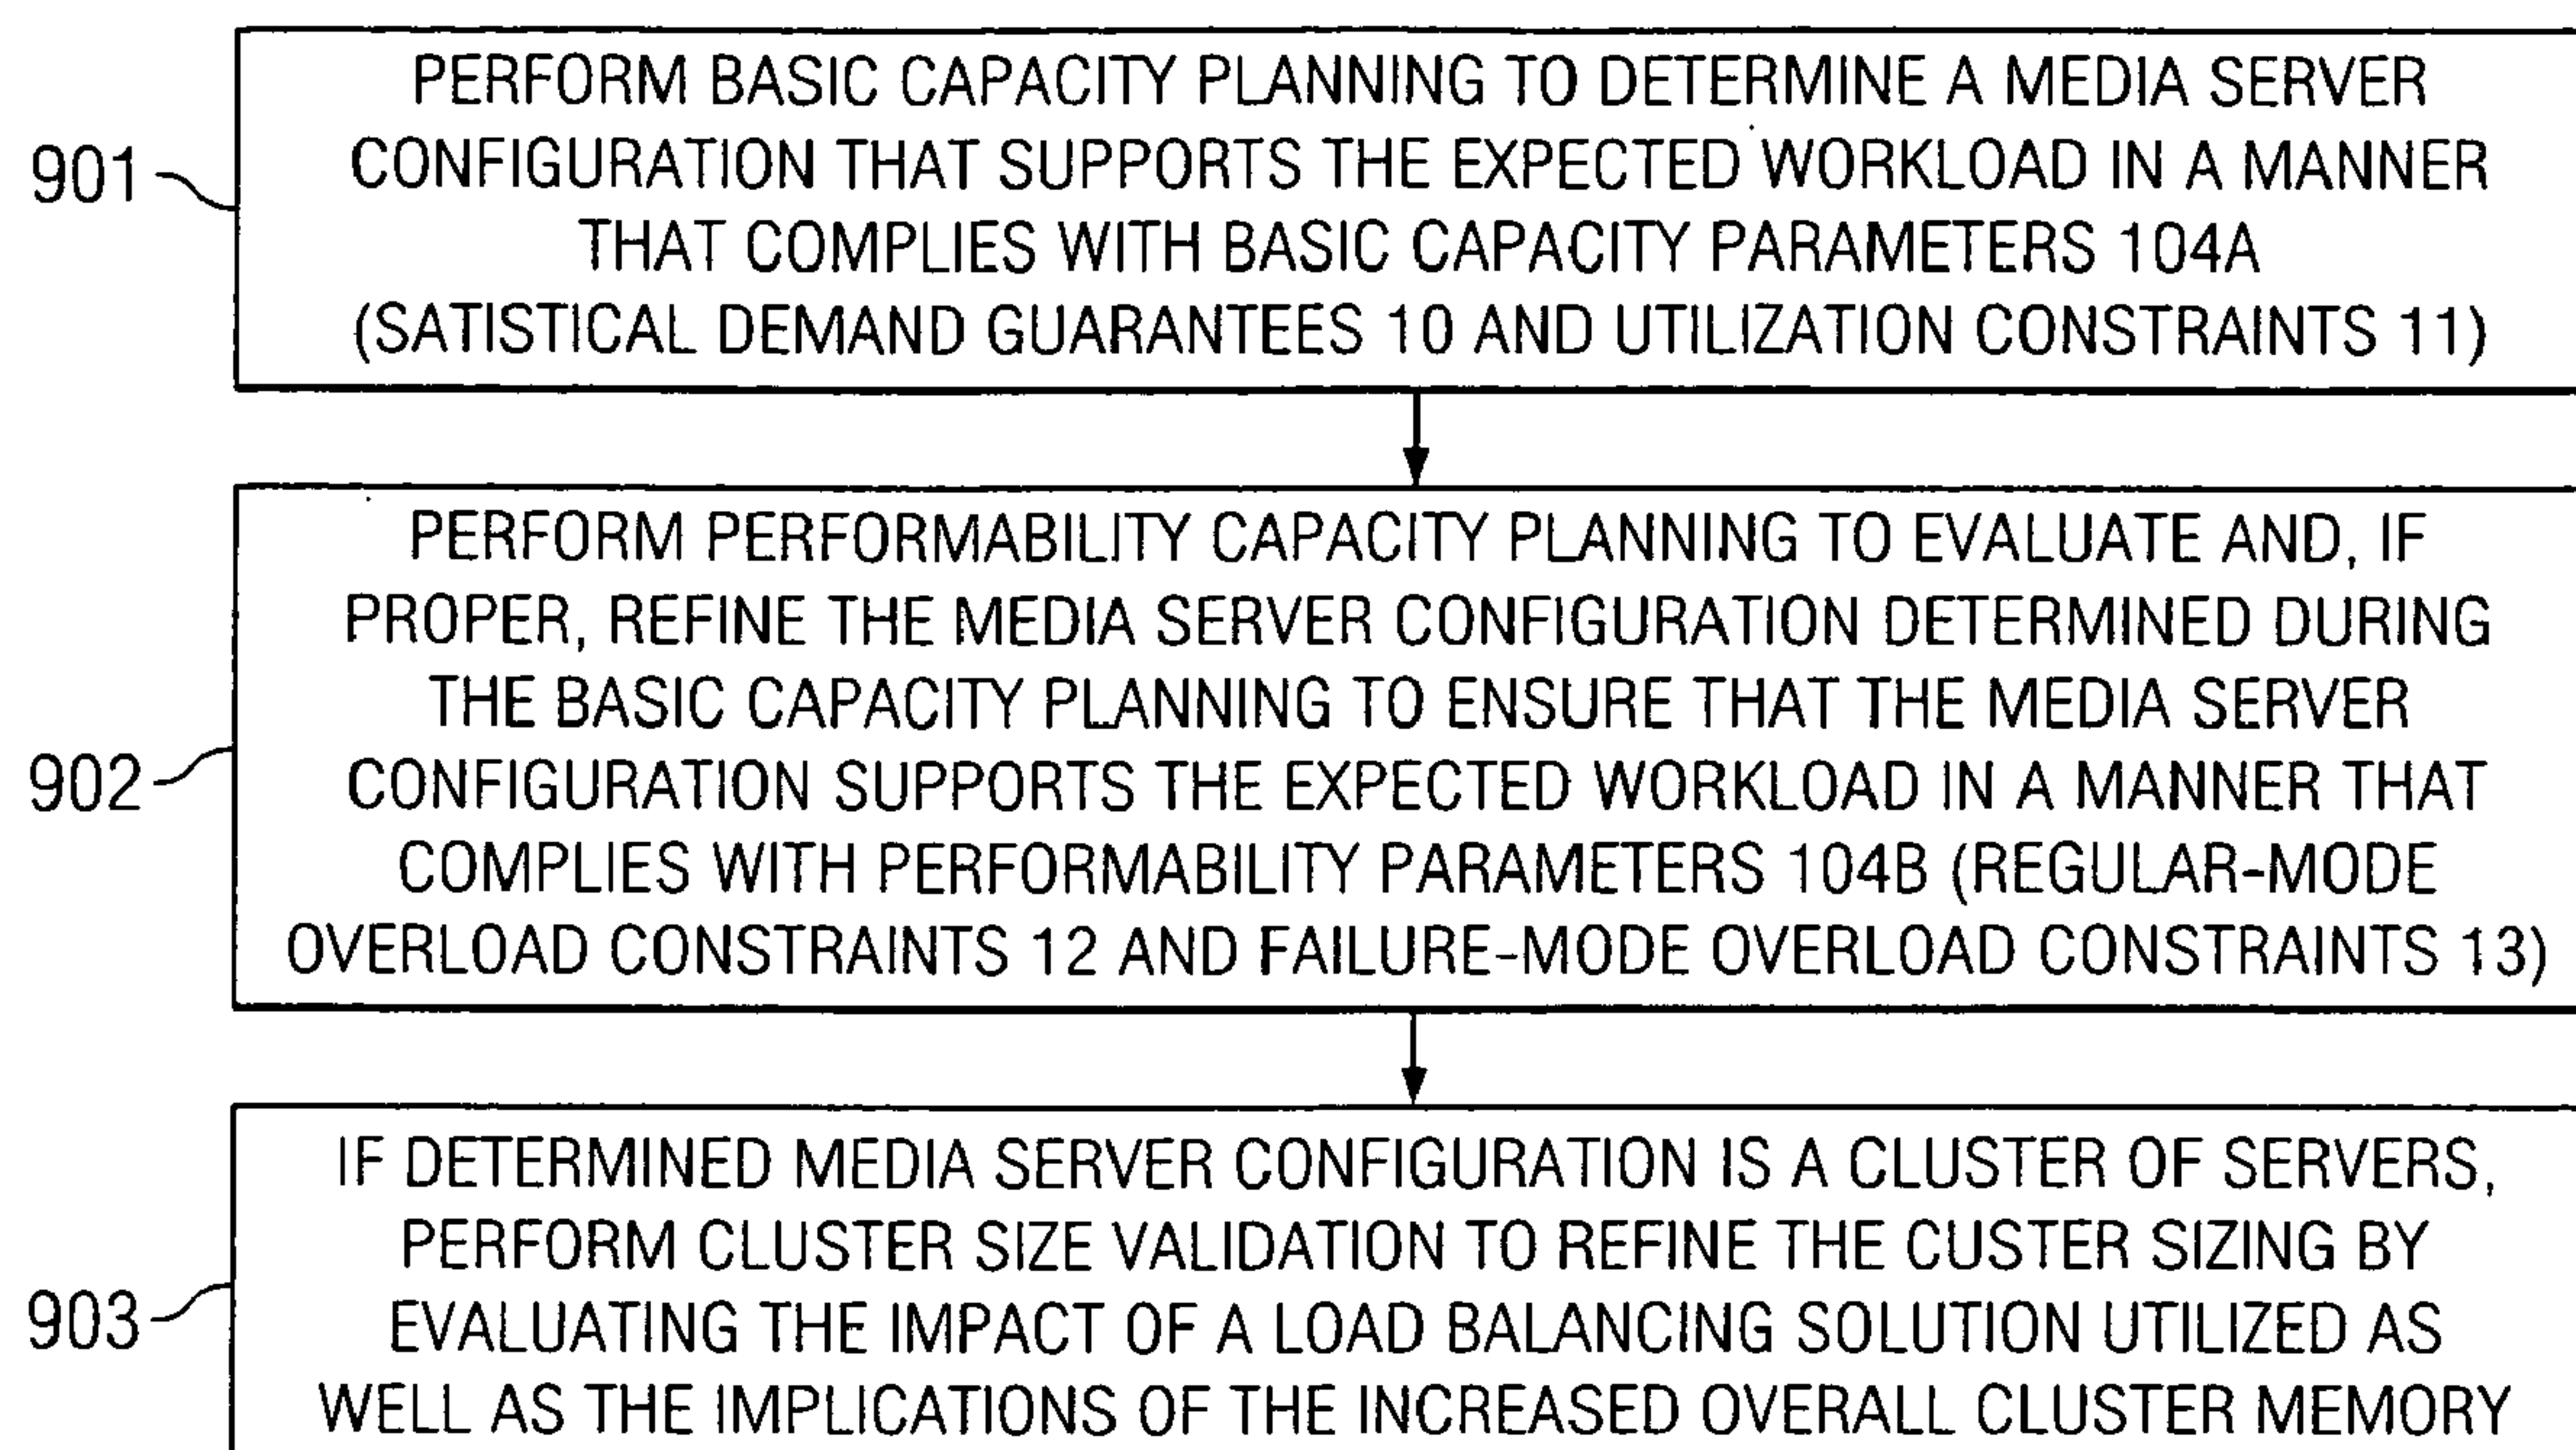 PERFORM BASIC CAPACITY PLANNING TO DETERMINE A MEDIA SERVER
CONFIGURATION THAT SUPPORTS THE EXPECTED WORKLOAD IN A MANNER
THAT COMPLIES WITH BASIC CAPACITY PARAMETERS 104A
(SATISTICAL DEMAND GUARANTEES 10 AND UTILIZATION CONSTRAINTS 11)
901
PERFORM PERFORMABILITY CAPACITY PLANNING TO EVALUATE AND, IF
PROPER, REFINE THE MEDIA SERVER CONFIGURATION DETERMINED DURING
THE BASIC CAPACITY PLANNING TO ENSURE THAT THE MEDIA SERVER
CONFIGURATION SUPPORTS THE EXPECTED WORKLOAD IN A MANNER THAT
COMPLIES WITH PERFORMABILITY PARAMETERS 104B (REGULAR-MODE
OVERLOAD CONSTRAINTS 12 AND FAILURE-MODE OVERLOAD CONSTRAINTS 13)
902
IF DETERMINED MEDIA SERVER CONFIGURATION IS A CLUSTER OF SERVERS,
PERFORM CLUSTER SIZE VALIDATION TO REFINE THE CUSTER SIZING BY
EVALUATING THE IMPACT OF A LOAD BALANCING SOLUTION UTILIZED AS
WELL AS THE IMPLICATIONS OF THE INCREASED OVERALL CLUSTER MEMORY
903